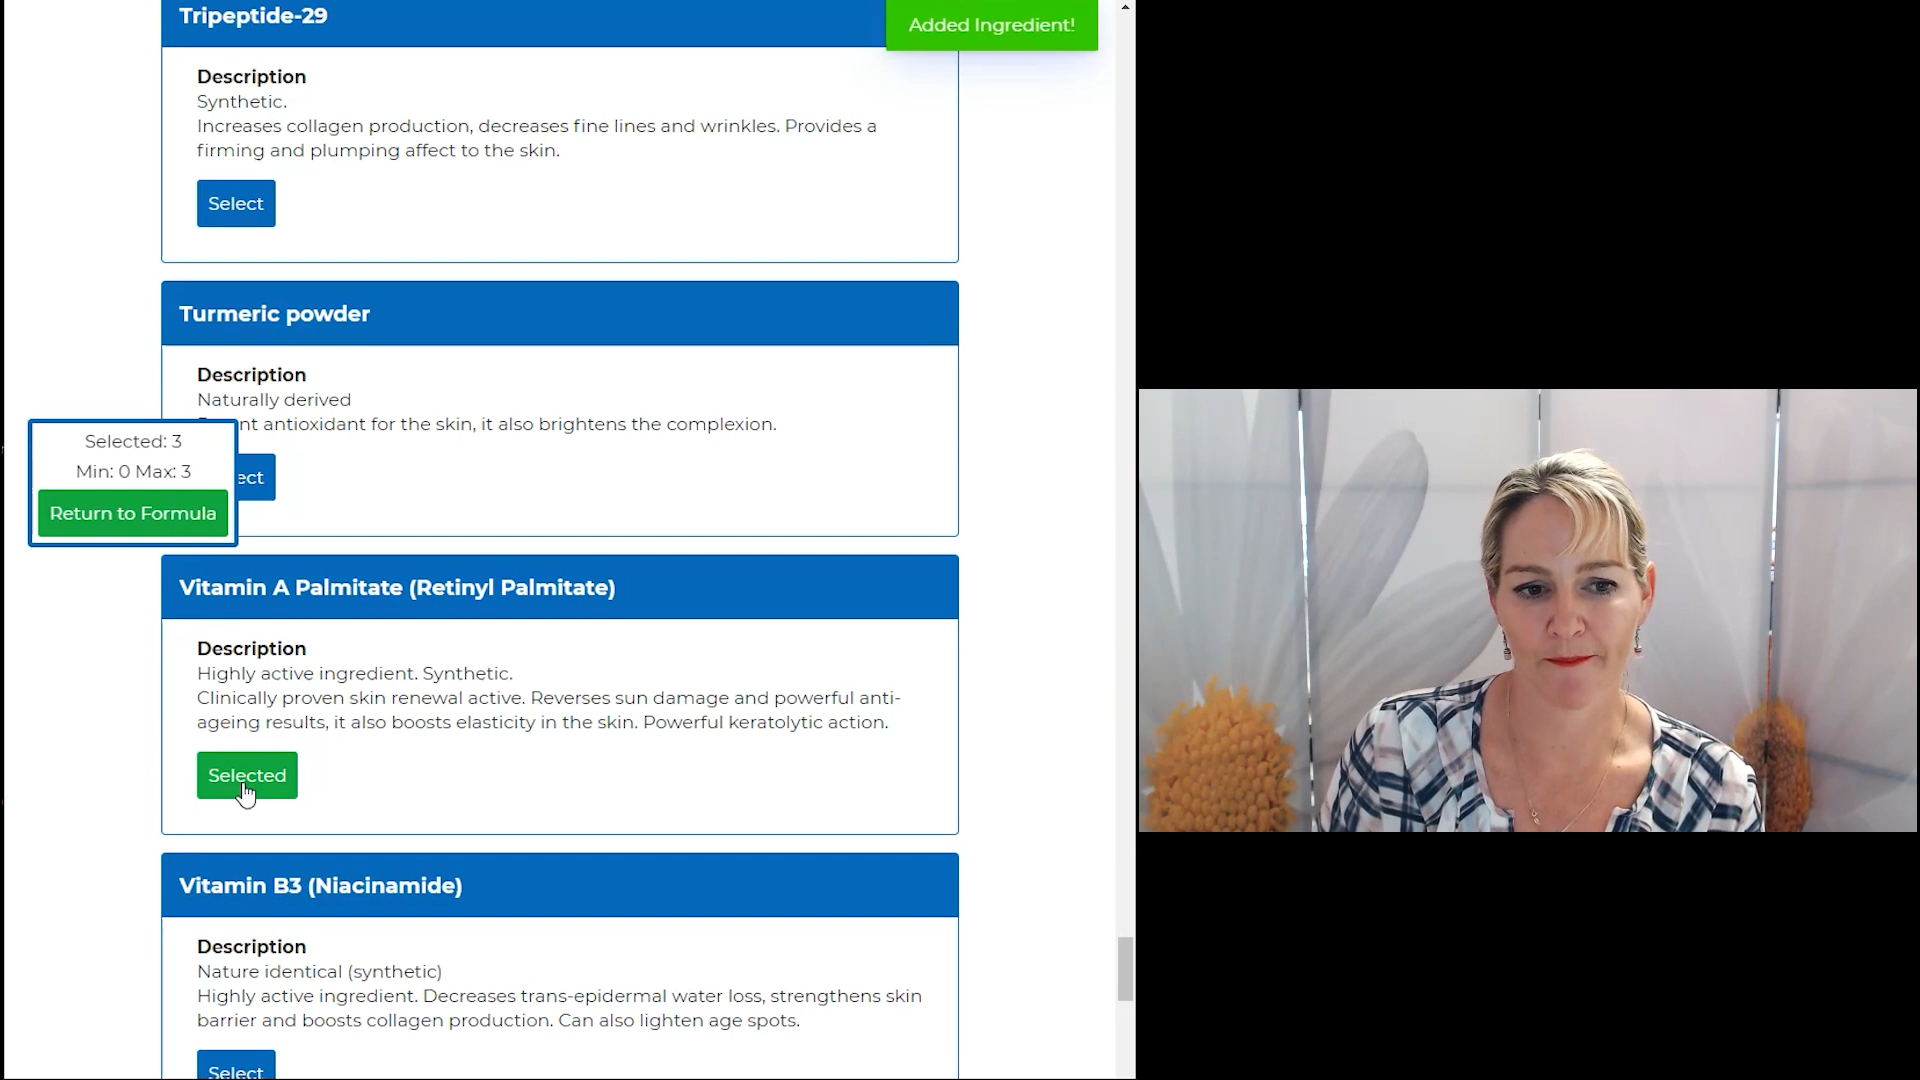 Tripeptide-29
Added Ingredient!
Description
Synthetic.
Increases collagen production, decreases fine lines and wrinkles. Provides a
firming and plumping affect to the skin.
Select
Turmeric powder
Description
Naturally derived
antioxidant for the skin, it also brightens the complexion.
Selected: 3
Min: 0 Max: 3
Return to Formula
Vitamin A Palmitate (Retinyl Palmitate)
Description
Highly active ingredient. Synthetic.
Clinically proven skin renewal active. Reverses sun damage and powerful anti-
ageing results, it also boosts elasticity in the skin. Powerful keratolytic action.
Selected
Vitamin B3 (Niacinamide)
Description
Nature identical (synthetic)
Highly active ingredient. Decreases trans-epidermal water loss, strengthens skin
barrier and boosts collagen production. Can also lighten age spots.
Select